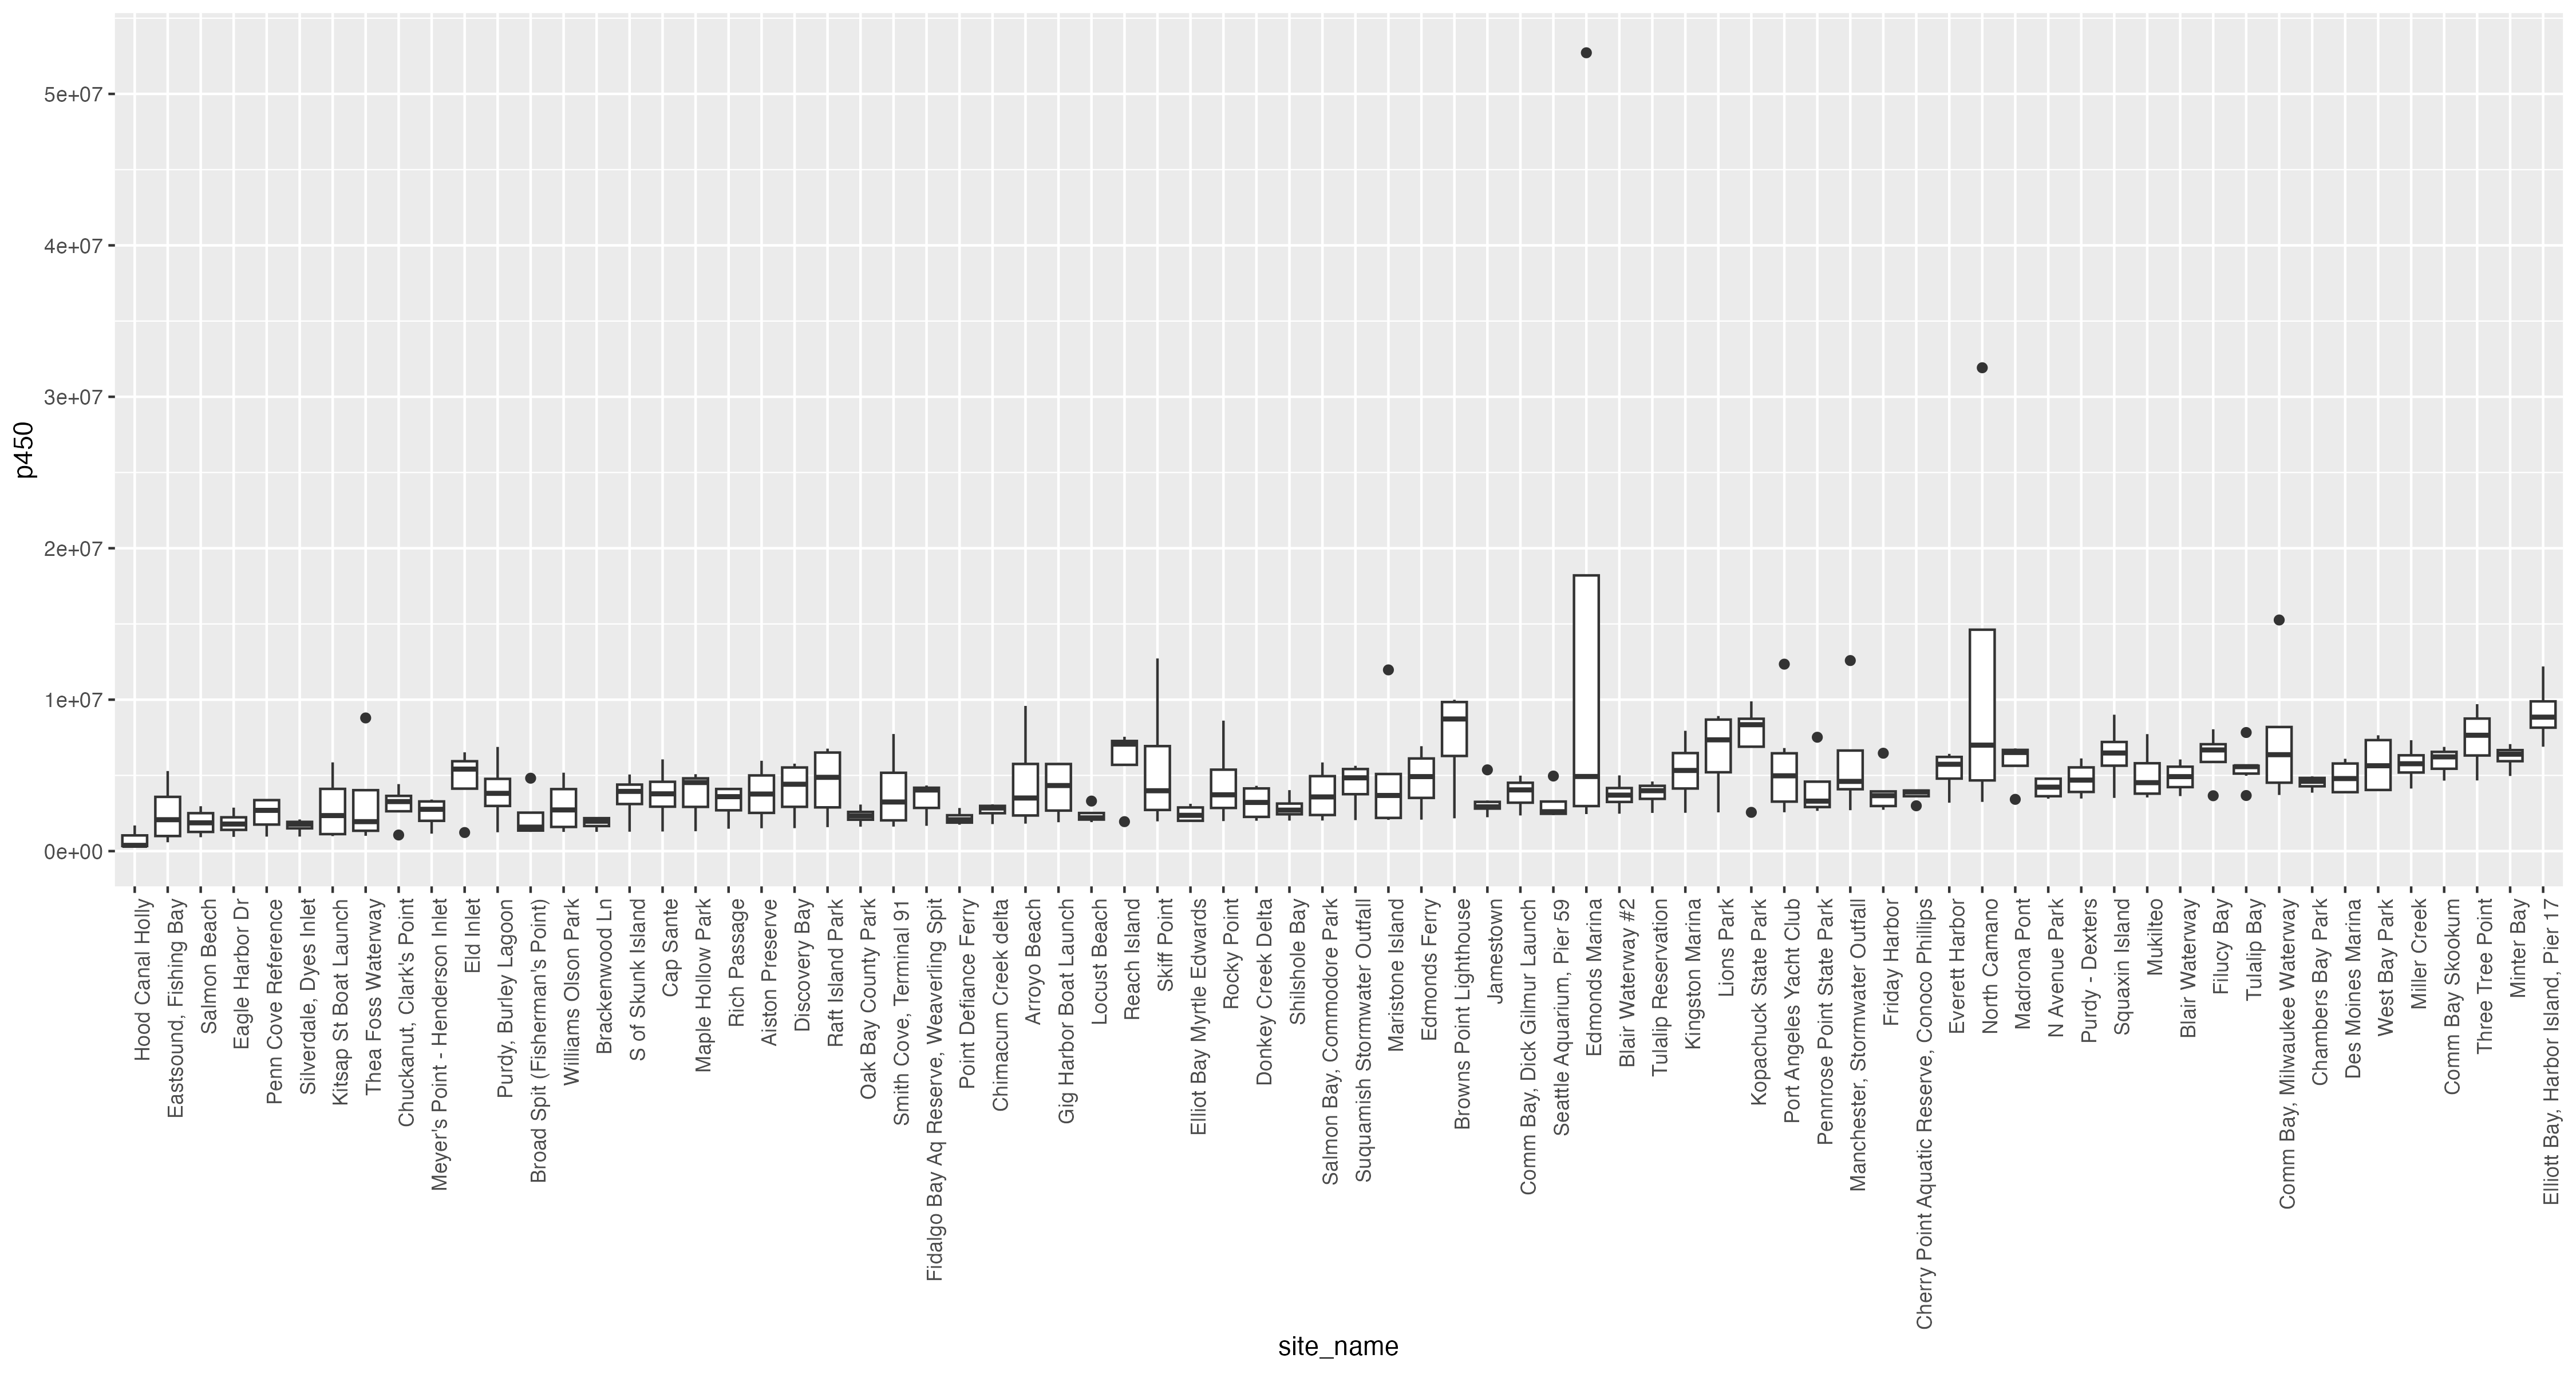 5e+07
4e+07
3e+07
2e+07
1e+07
0e+00
p450
Hood Canal Holly
Eastsound, Fishing Bay
Salmon Beach
Eagle Harbor Dr
Penn Cove Reference
Silverdale, Dyes Inlet
Kitsap St Boat Launch
Thea Foss Waterway
Chuckanut, Clark's Point
Meyer's Point - Henderson Inlet
Eld Inlet
Purdy, Burley Lagoon
Broad Spit (Fisherman's Point)
Williams Olson Park
Brackenwood Ln
S of Skunk Island
Cap Sante
Maple Hollow Park
Rich Passage
Aiston Preserve
Discovery Bay
Raft Island Park
Oak Bay County Park
Smith Cove, Terminal 91
Fidalgo Bay Aq Reserve, Weaverling Spit
Point Defiance Ferry
Chimacum Creek delta
Arroyo Beach
Gig Harbor Boat Launch
Locust Beach
Reach Island
Skiff Point
Elliot Bay Myrtle Edwards
Rocky Point
Donkey Creek Delta
Shilshole Bay
Salmon Bay, Commodore Park
Suquamish Stormwater Outfall
Maristone Island
Edmonds Ferry
Browns Point Lighthouse
Jamestown
Comm Bay, Dick Gilmur Launch
Seattle Aquarium, Pier 59
Edmonds Marina
Blair Waterway #2
Tulalip Reservation
Kingston Marina
Lions Park
Kopachuck State Park
Port Angeles Yacht Club
Pennrose Point State Park
Manchester, Stormwater Outfall
Friday Harbor
Cherry Point Aquatic Reserve, Conoco Phillips
Everett Harbor
North Camano
Madrona Pont
N Avenue Park
Purdy - Dexters
Squaxin Island
Mukilteo
Blair Waterway
Filucy Bay
Tulalip Bay
Comm Bay, Milwaukee Waterway
Chambers Bay Park
Des Moines Marina
West Bay Park
Miller Creek
Comm Bay Skookum
Three Tree Point
Minter Bay
Elliott Bay, Harbor Island, Pier 17
site_name